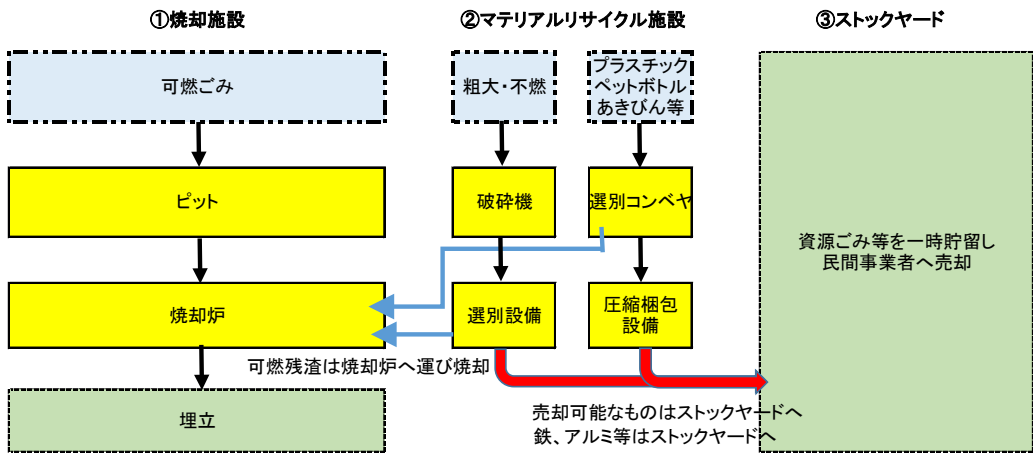 ①焼却施設
②マテリアルリサイクル施設
③ストックヤード
可燃ごみ
粗大・不燃
プラスチック
ペットボトル
あきびん等
ピット
破砕機
選別コンベヤ
資源ごみ等を一時貯留し
民間事業者へ売却
焼却炉
選別設備
圧縮梱包
設備
可燃残渣は焼却炉へ運び焼却
埋立
売却可能なものはストックヤードへ
鉄、アルミ等はストックヤードへ